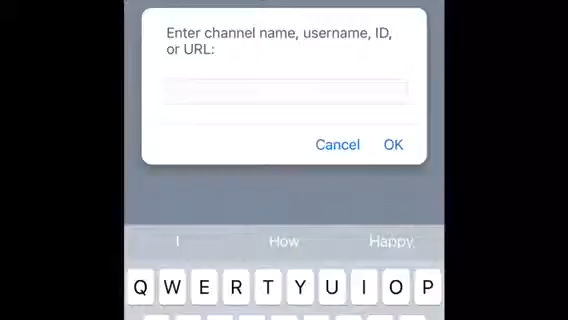 Enter channel name, username, ID,
or URL:
Cancel OK
I How Happy
Q W E R T Y U I O P